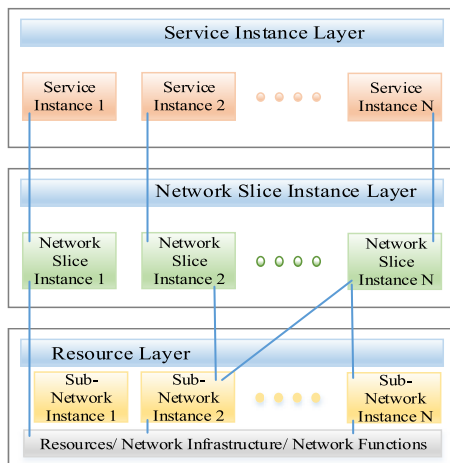 Service Instance Layer
Service
Instance 1
Service
Instance 2
Service
Instance N
Network Slice Instance Layer
Network
Slice
Instance 1
Network
Slice
Instance 2
Network
Slice
Instance N
Resource Layer
Sub-
Network
Instance 1
Sub-
Network
Instance 2
Sub-
Network
Instance N
Resources/ Network Infrastructure/ Network Functions